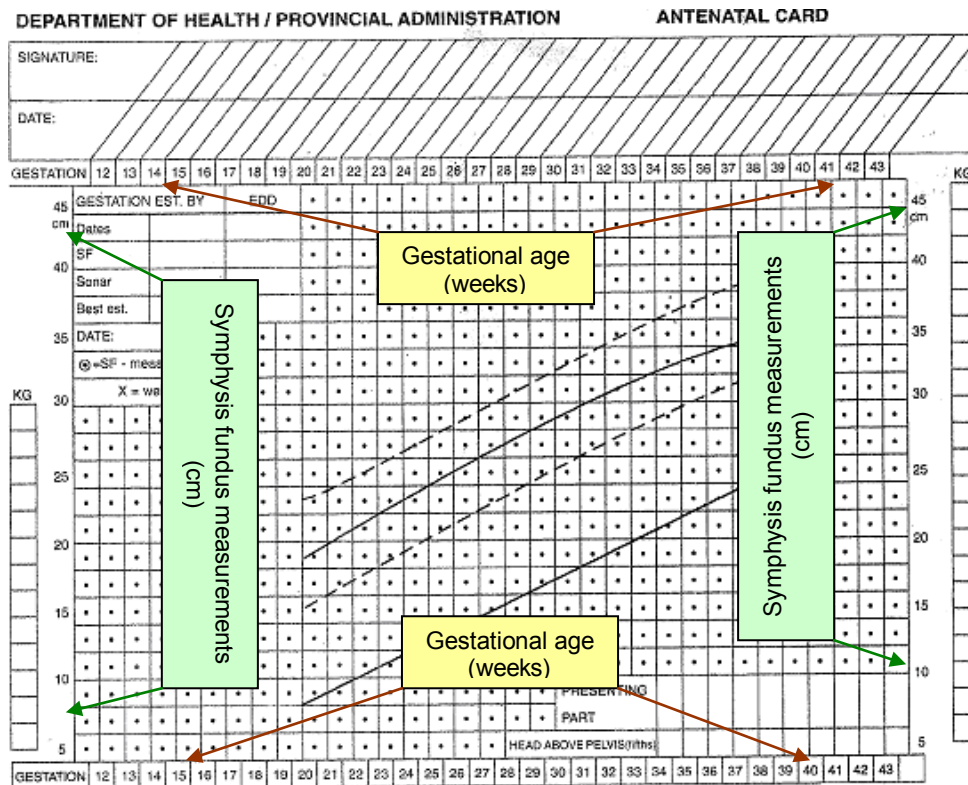 DEPARTMENT OF HEALTH / PROVINCIAL ADMINISTRATION ANTENATAL CARD
SIGNATURE:
DATE:
GESTATION 12 13 14 15 16 17 18 19 20 21 22 23 24 25 26 27 28 29 30 31 32 33 34 35 36 37 38 39 40 41 42 43 KG
45 GESTATION EST. BY EDD 45
cm Dates cm
SF
Gestational age
(weeks)
40 40
Sonar
Best est.
35 DATE: 35
=SF - meas
KG X = we
30 30
Symphysis fundus measurements
(cm)
Symphysis fundus measurements
(cm)
25 25
20 20
15 15
Gestational age
(weeks)
10 10
PRESENTING
PART
5 HEAD ABOVE PELVIS(fifths) 5
GESTATION 12 13 14 15 16 17 18 19 20 21 22 23 24 25 26 27 28 29 30 31 32 33 34 35 36 37 38 39 40 41 42 43